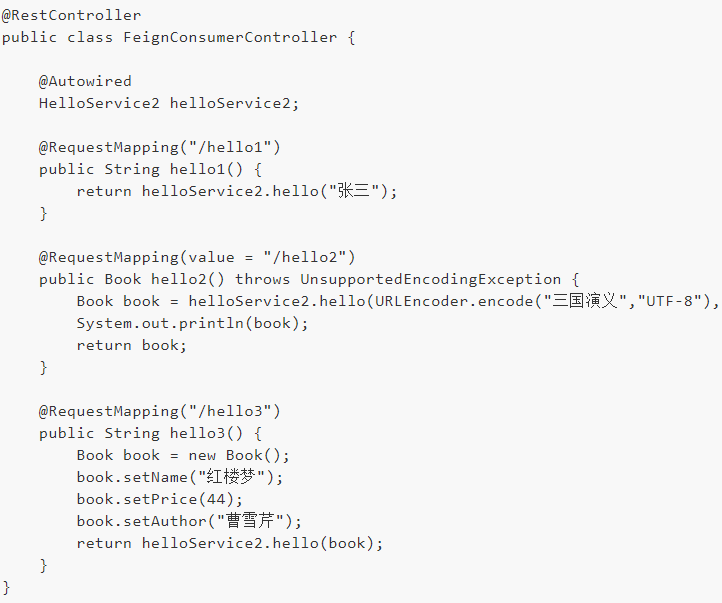 @RestController
public class FeignConsumerController {

    @Autowired
    HelloService2 helloService2;

    @RequestMapping("/hello1")
    public String hello1() {
        return helloService2.hello("张三");
    }

    @RequestMapping(value = "/hello2")
    public Book hello2() throws UnsupportedEncodingException {
        Book book = helloService2.hello(URLEncoder.encode("三国演义","UTF-8"),
        System.out.println(book);
        return book;
    }

    @RequestMapping("/hello3")
    public String hello3() {
        Book book = new Book();
        book.setName("红楼梦");
        book.setPrice(44);
        book.setAuthor("曹雪芹");
        return helloService2.hello(book);
    }
}